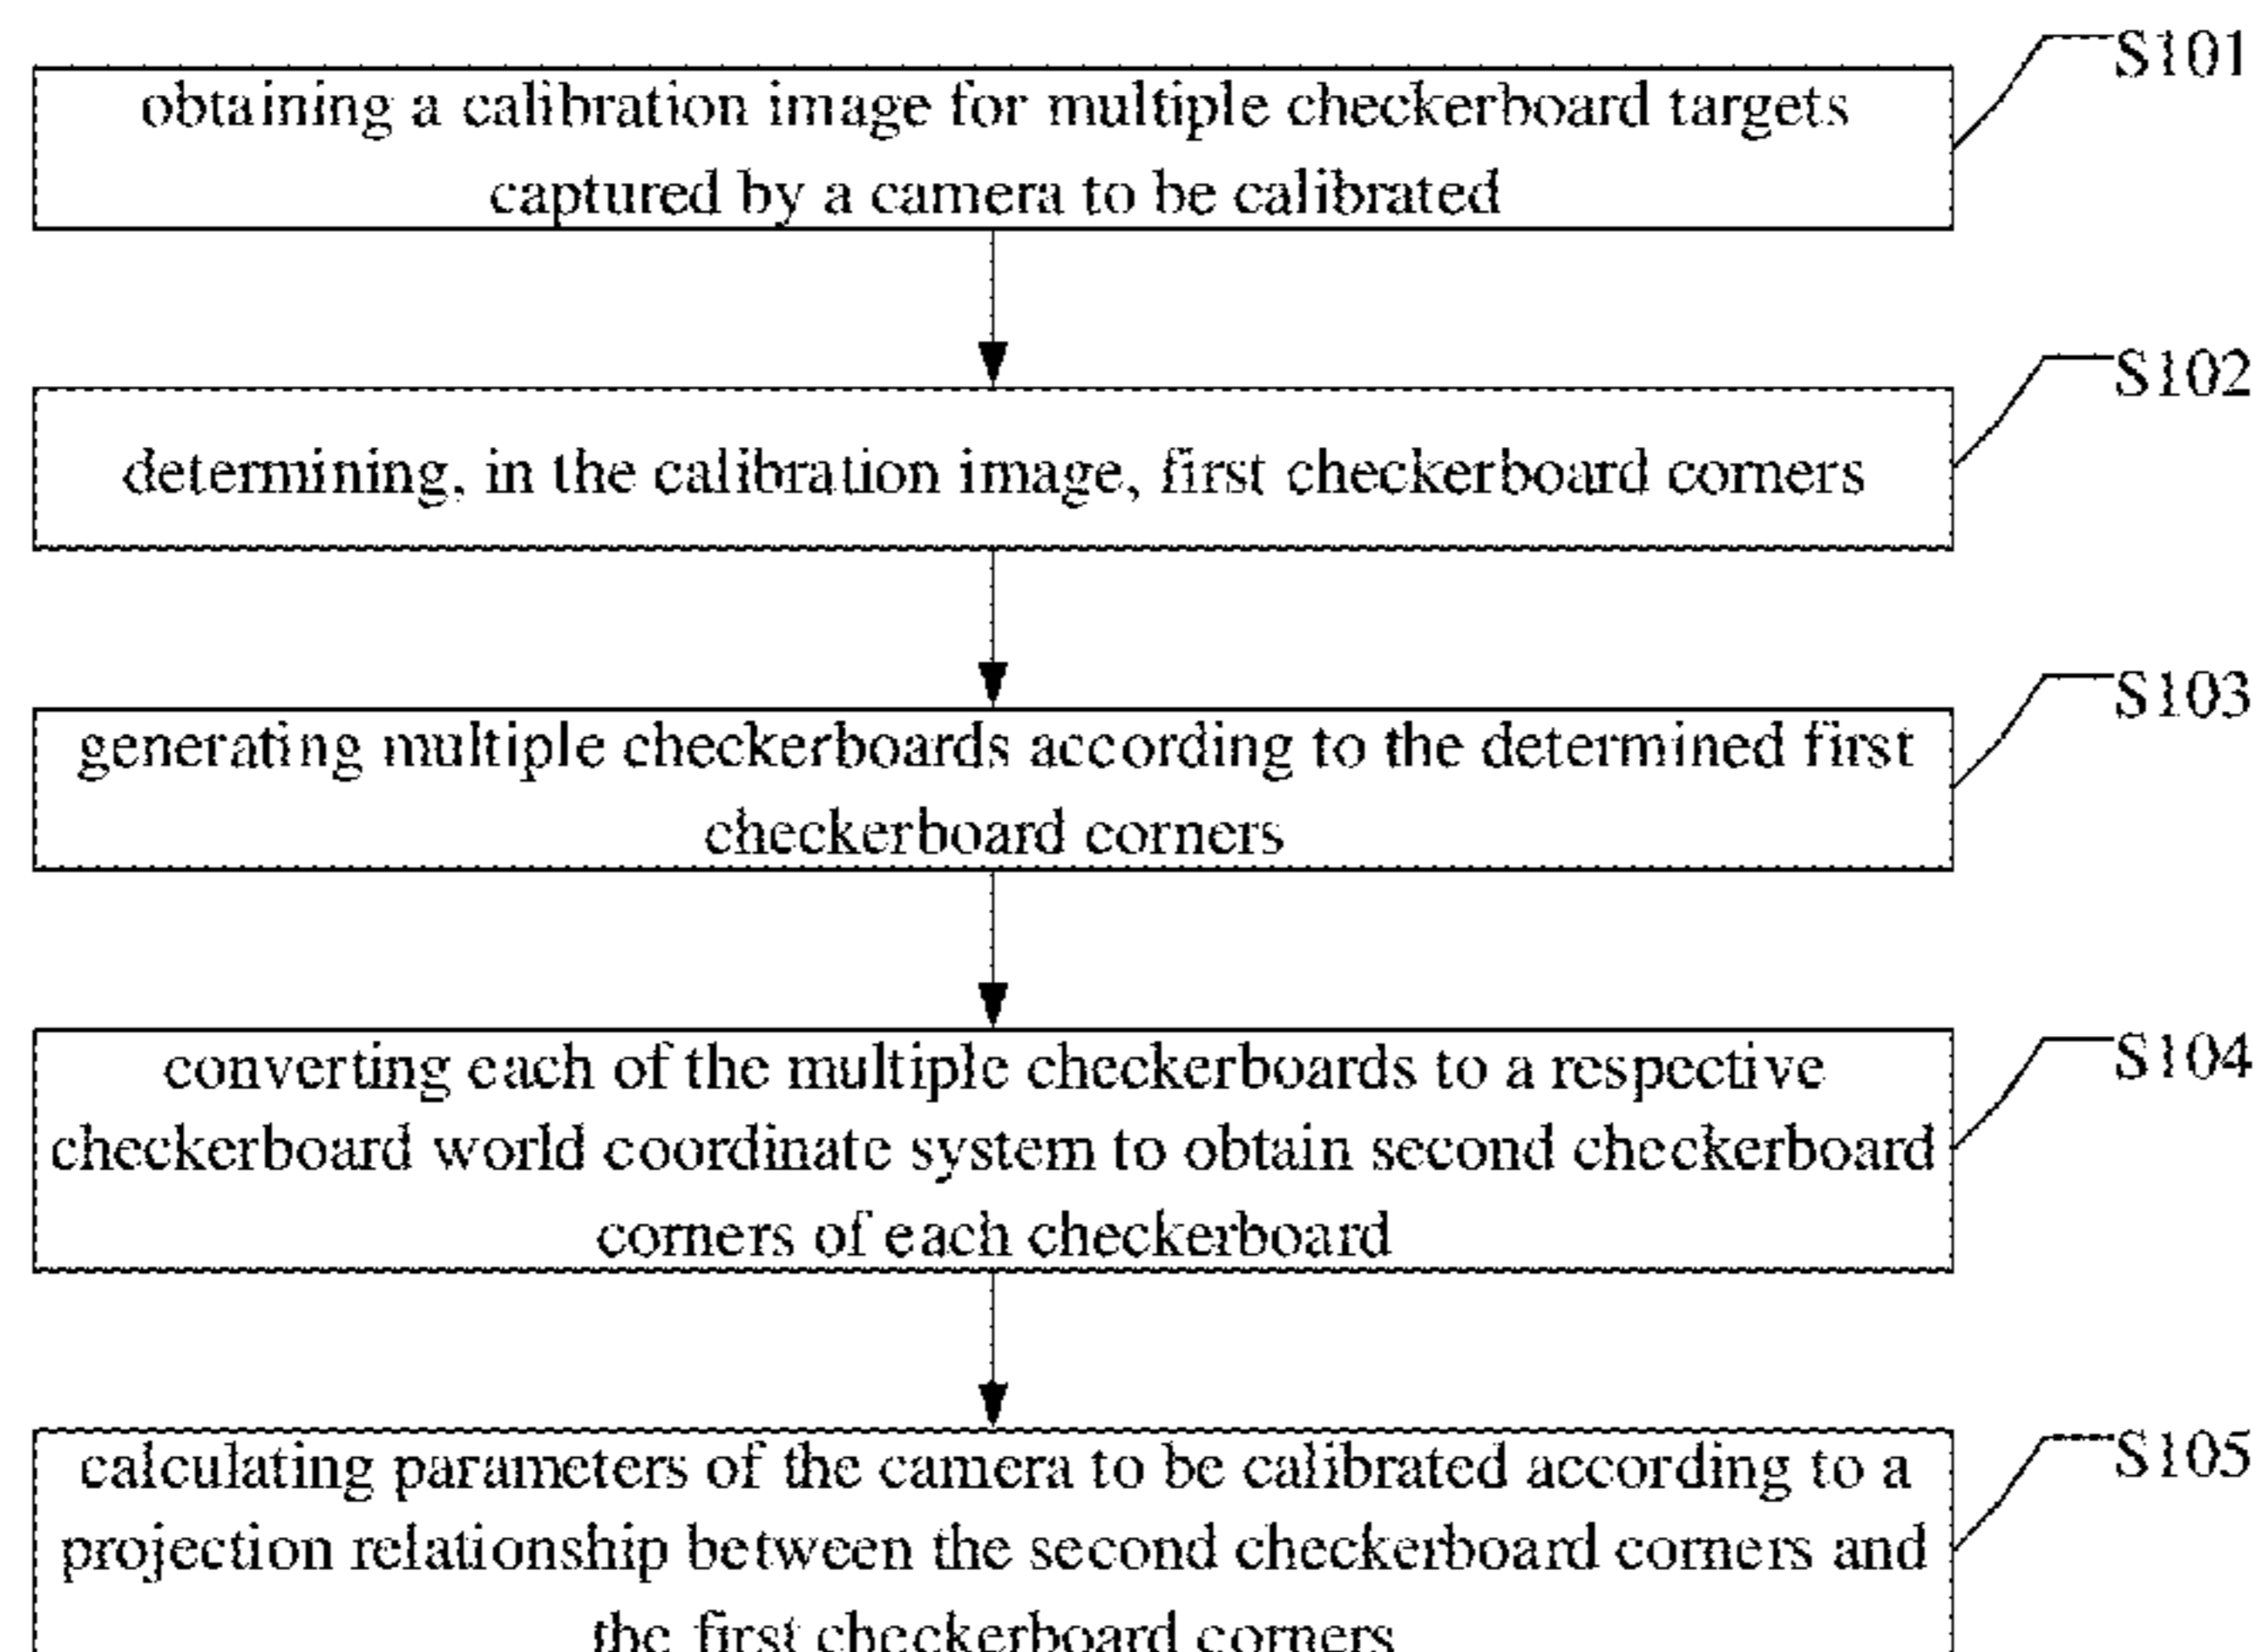 S101
obtaining a calibration image for multiple checkerboard targets
captured by a camera to be calibrated
S102
determining, in the calibration image, first checkerboard corners
S103
generating multiple checkerboards according to the determined first
checkerboard corners
S104
converting each of the multiple checkerboards to a respective
checkerboard world coordinate system to obtain second checkerboard
corners of each checkerboard
S105
calculating parameters of the camera to be calibrated according to a
projection relationship between the second checkerboard corners and
the first checkerboard corners